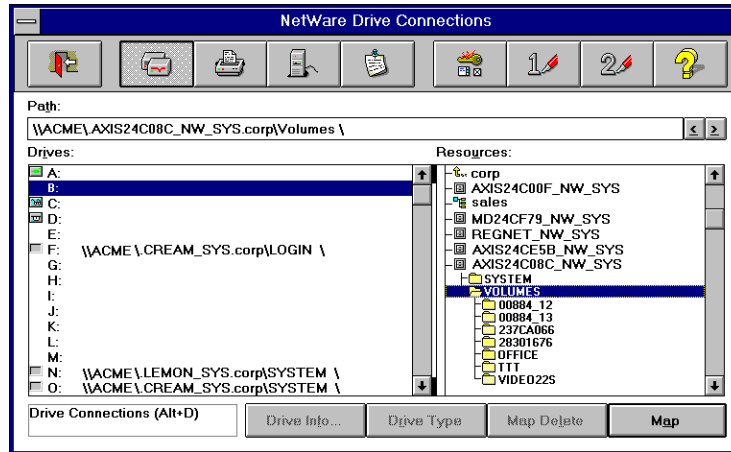 NetWare Drive Connections
1 2
Path:
\\ACME\.AXIS24C08C_NW_SYS.corp\Volumes \
< >
Drives:
A:
B:
C:
D:
E:
F: \\ACME \.CREAM_SYS.corp\LOGIN \
G:
H:
I:
J:
K:
L:
M:
N: \\ACME\.LEMON_SYS.corp\SYSTEM \
O: \\ACME\.CREAM_SYS.corp\SYSTEM \
Resources:
corp
AXIS24C00F_NW_SYS
sales
MD24CF79_NW_SYS
REGNET_NW_SYS
AXIS24CE5B_NW_SYS
AXIS24C08C_NW_SYS
SYSTEM
VOLUMES
00884_12
00884_13
237CA066
28301676
OFFICE
TTT
VIDEO22S
Drive Connections (Alt+D)
Drive Info... Drive Type Map Delete Map